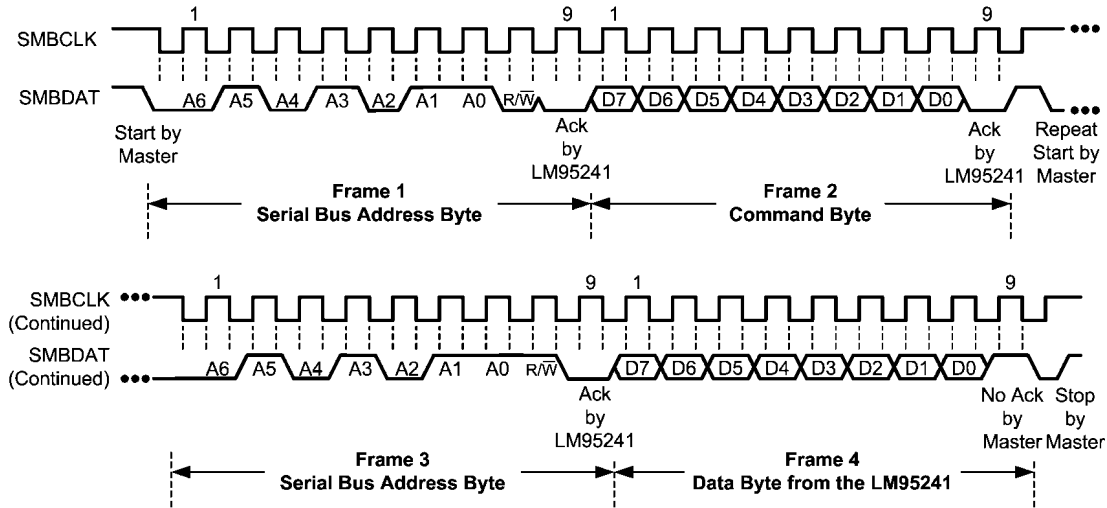 1 9 1 9
SMBCLK
SMBDAT
A6 A5 A4 A3 A2 A1 A0 R/W̅ D7 D6 D5 D4 D3 D2 D1 D0
Start by
Master
Ack
by
LM95241
Ack
by
LM95241
Repeat
Start by
Master
Frame 1
Serial Bus Address Byte
Frame 2
Command Byte
1 9 1 9
SMBCLK
(Continued)
SMBDAT
(Continued)
A6 A5 A4 A3 A2 A1 A0 R/W̅ D7 D6 D5 D4 D3 D2 D1 D0
Ack
by
LM95241
No Ack
by
Master
Stop
by
Master
Frame 3
Serial Bus Address Byte
Frame 4
Data Byte from the LM95241